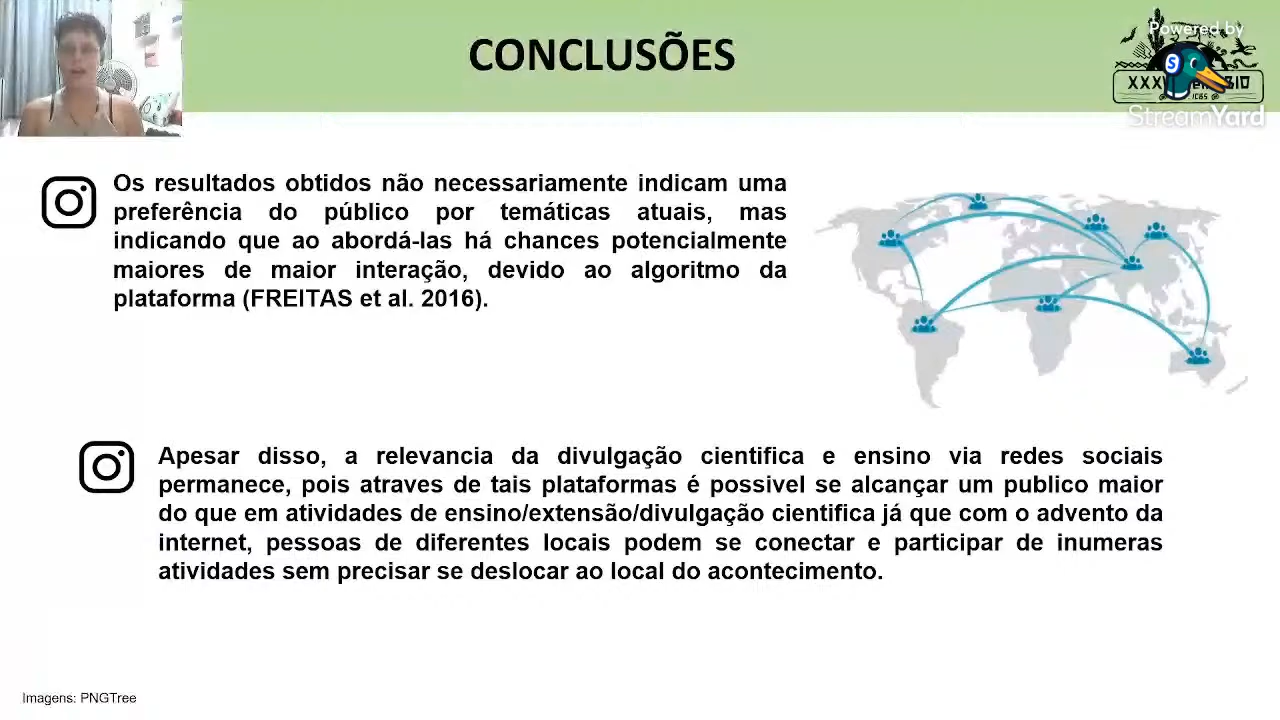 CONCLUSÕES
Powered by
StreamYard
Os resultados obtidos não necessariamente indicam uma
preferência do público por temáticas atuais, mas
indicando que ao abordá-las há chances potencialmente
maiores de maior interação, devido ao algoritmo da
plataforma (FREITAS et al. 2016).
Apesar disso, a relevancia da divulgação cientifica e ensino via redes sociais
permanece, pois atraves de tais plataformas é possivel se alcançar um publico maior
do que em atividades de ensino/extensão/divulgação cientifica já que com o advento da
internet, pessoas de diferentes locais podem se conectar e participar de inumeras
atividades sem precisar se deslocar ao local do acontecimento.
Imagens: PNGTree